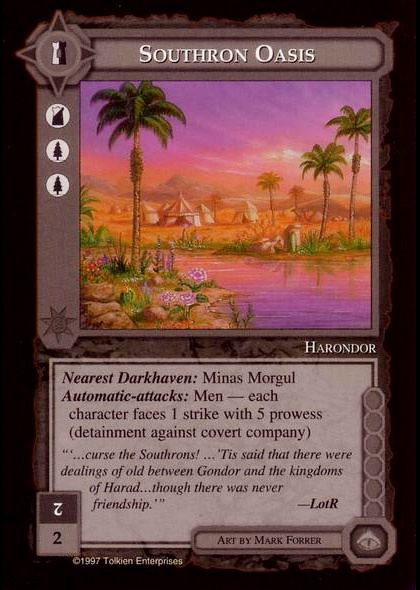 SOUTHRON OASIS
HARONDOR
Nearest Darkhaven: Minas Morgul
Automatic-attacks: Men — each
character faces 1 strike with 5 prowess
(detainment against covert company)
“‘...curse the Southrons! ...’Tis said that there were
dealings of old between Gondor and the kingdoms
of Harad...though there was never
friendship.’”
—LotR
2
2
ART BY MARK FORRER
©1997 Tolkien Enterprises